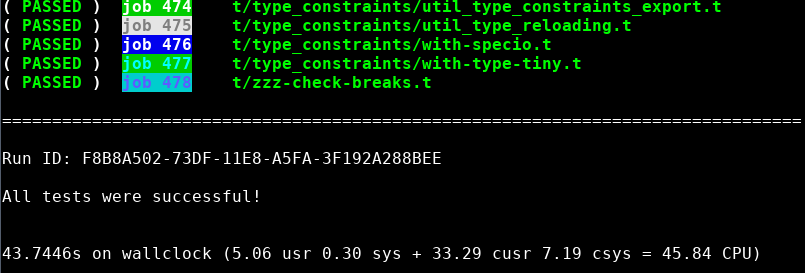 ( PASSED ) job 474 t/type_constraints/util_type_constraints_export.t
( PASSED ) job 475 t/type_constraints/util_type_reloading.t
( PASSED ) job 476 t/type_constraints/with-specio.t
( PASSED ) job 477 t/type_constraints/with-type-tiny.t
( PASSED ) job 478 t/zzz-check-breaks.t
================================================================================
Run ID: F8B8A502-73DF-11E8-A5FA-3F192A288BEE
All tests were successful!
43.7446s on wallclock (5.06 usr 0.30 sys + 33.29 cusr 7.19 csys = 45.84 CPU)